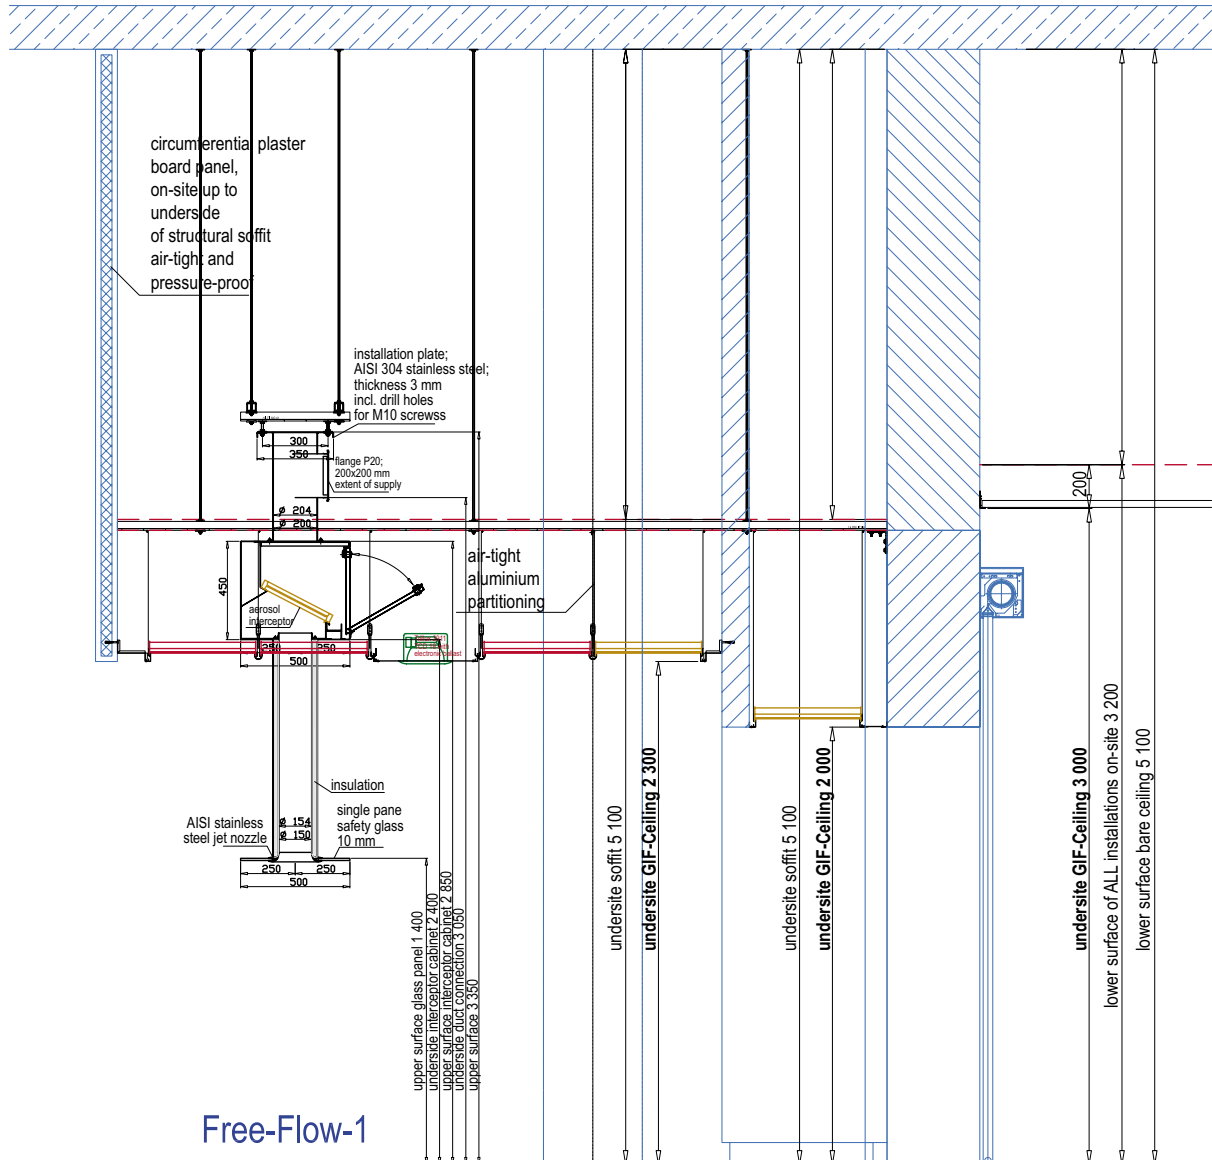 circumferential plaster
board panel,
on-site up to
underside
of structural soffit
air-tight and
pressure-proof
installation plate;
AISI 304 stainless steel;
thickness 3 mm
incl. drill holes
for M10 screwss
300
350
flange P20;
200x200 mm
extent of supply
ø 204
ø 200
450
aerosol
interceptor
air-tight
aluminium
partitioning
250 250
500
electronic ballast
insulation
AISI stainless
steel jet nozzle
ø 154
ø 150
single pane
safety glass
10 mm
250 250
500
upper surface glass panel 1 400
underside interceptor cabinet 2 400
upper surface interceptor cabinet 2 850
underside duct connection 3 050
upper surface 3 350
undersite soffit 5 100
undersite GIF-Ceiling 2 300
undersite soffit 5 100
undersite GIF-Ceiling 2 000
200
undersite GIF-Ceiling 3 000
lower surface of ALL installations on-site 3 200
lower surface bare ceiling 5 100
Free-Flow-1